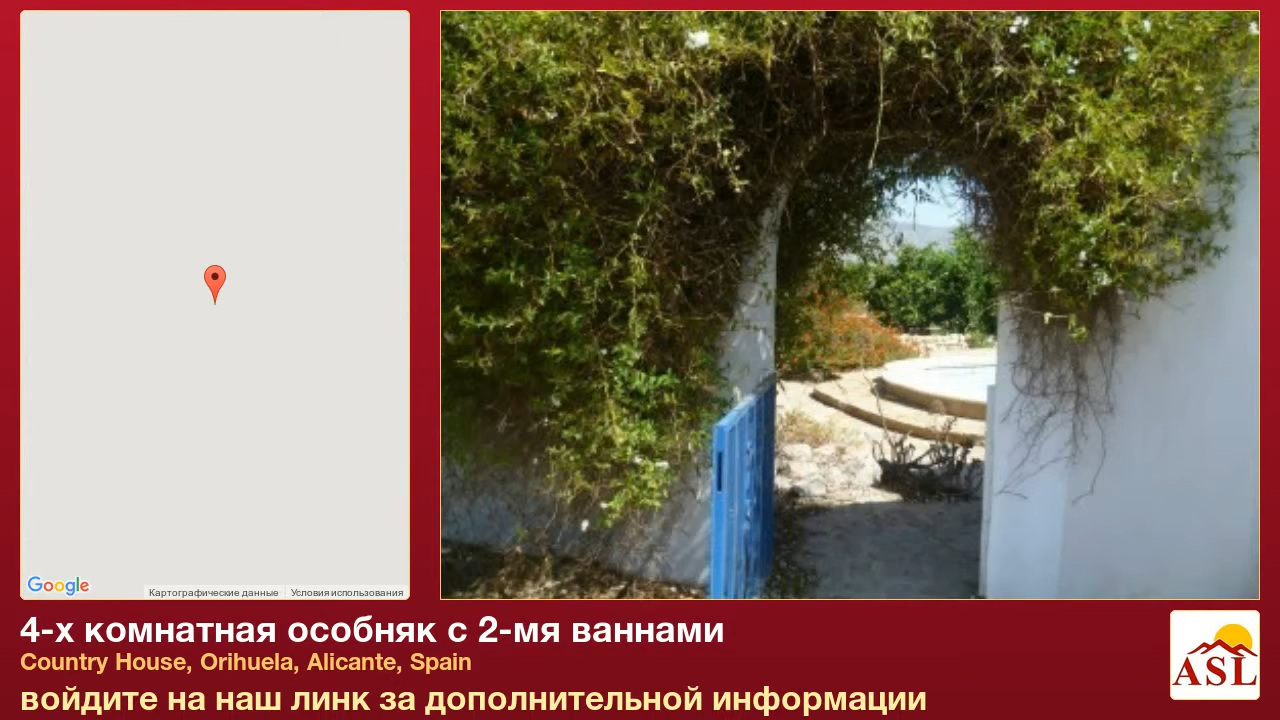 Google
Картографические данные
Условия использования
4-х комнатная особняк с 2-мя ваннами
Country House, Orihuela, Alicante, Spain
войдите на наш линк за дополнительной информации
ASL